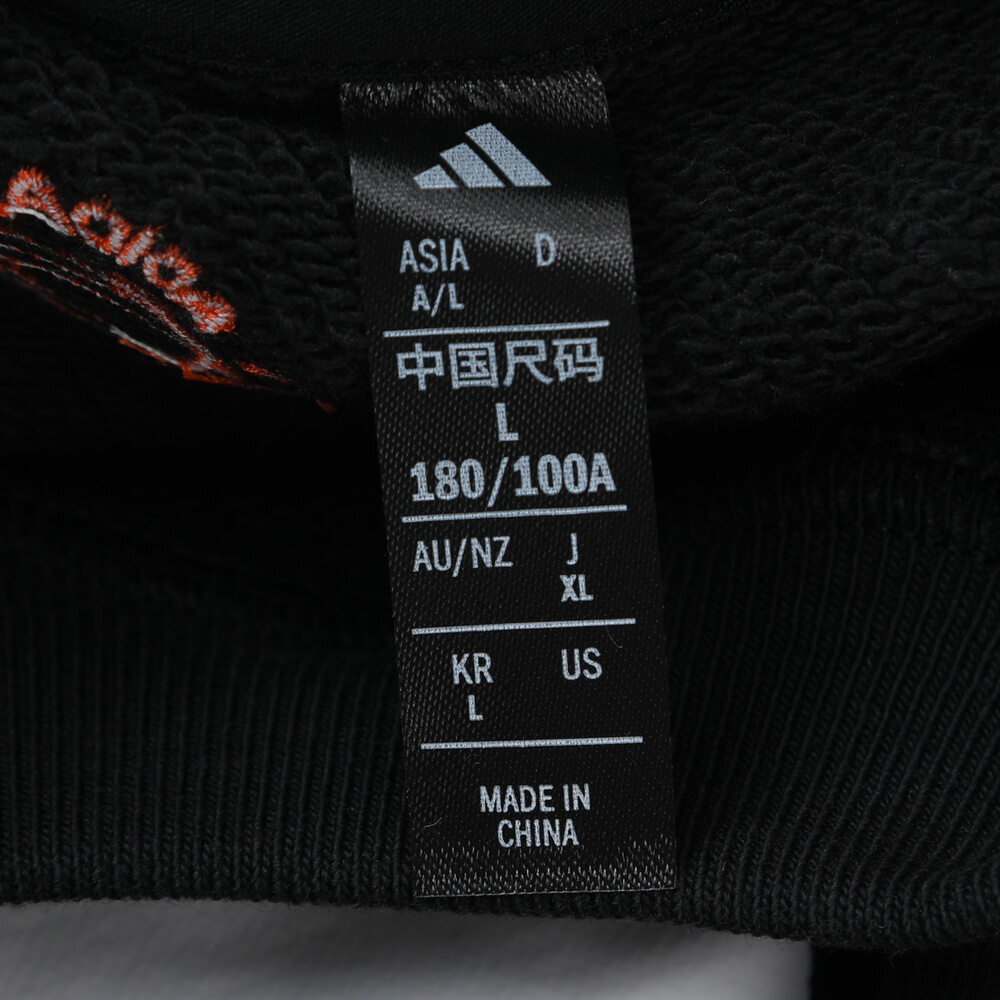 ASIA D
A/L
中国尺码
L
180/100A
AU/NZ J
XL
KR US
L
MADE IN
CHINA